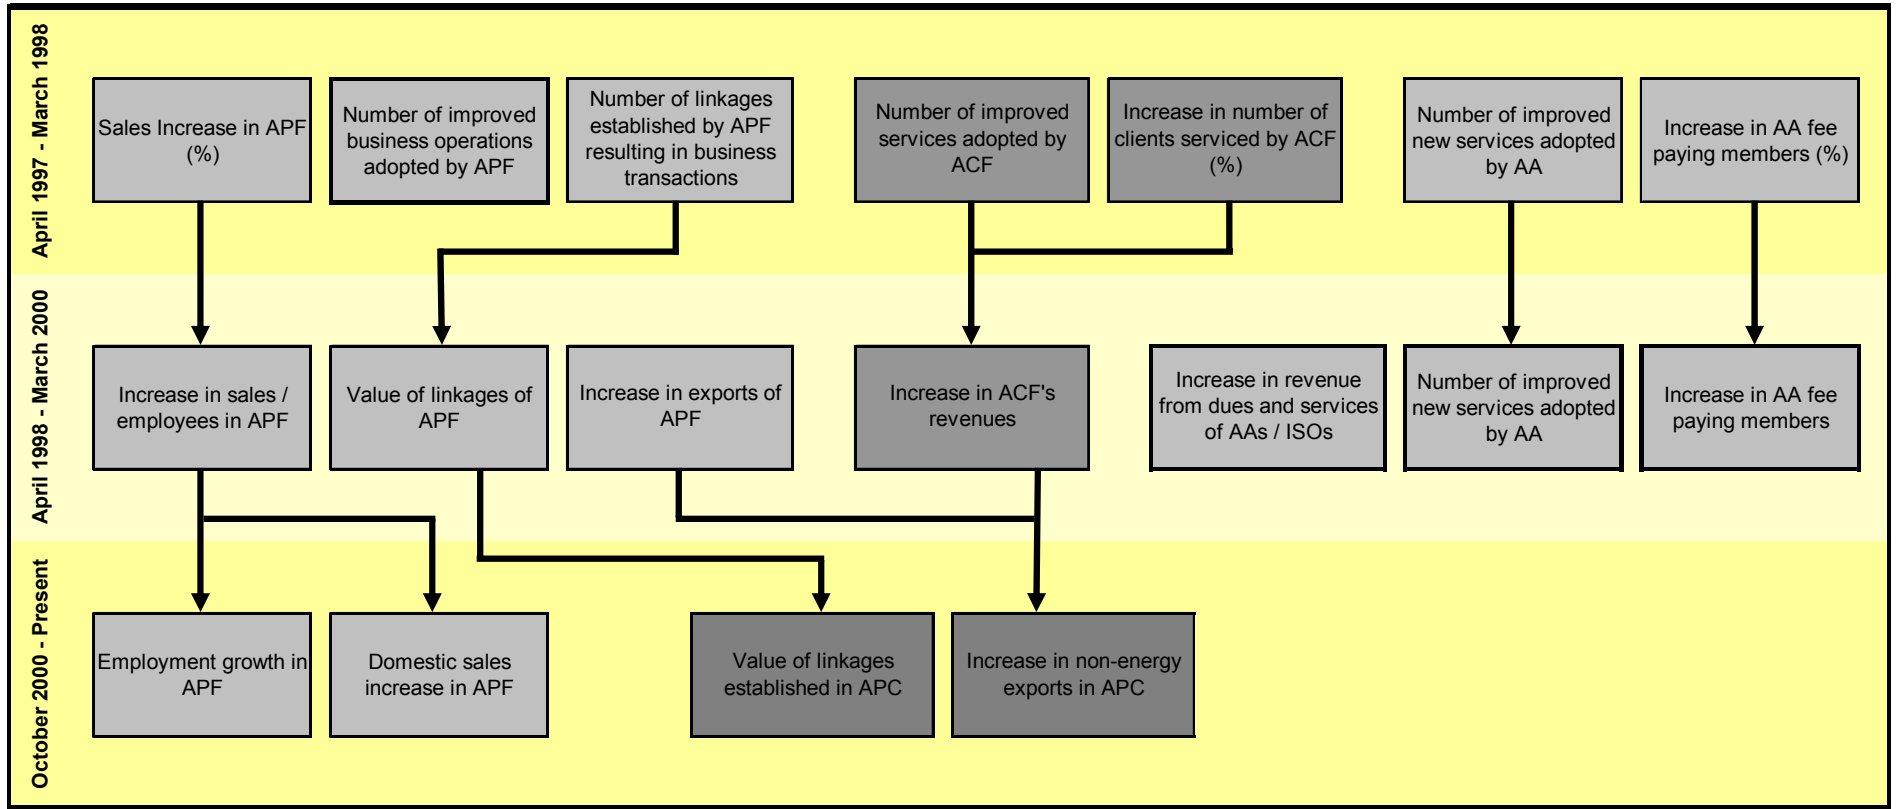 April 1997 - March 1998
Sales Increase in APF
(%)
Number of improved
business operations
adopted by APF
Number of linkages
established by APF
resulting in business
transactions
Number of improved
services adopted by
ACF
Increase in number of
clients serviced by ACF
(%)
Number of improved
new services adopted
by AA
Increase in AA fee
paying members (%)
April 1998 - March 2000
Increase in sales /
employees in APF
Value of linkages of
APF
Increase in exports of
APF
Increase in ACF's
revenues
Increase in revenue
from dues and services
of AAs / ISOs
Number of improved
new services adopted
by AA
Increase in AA fee
paying members
October 2000 - Present
Employment growth in
APF
Domestic sales
increase in APF
Value of linkages
established in APC
Increase in non-energy
exports in APC